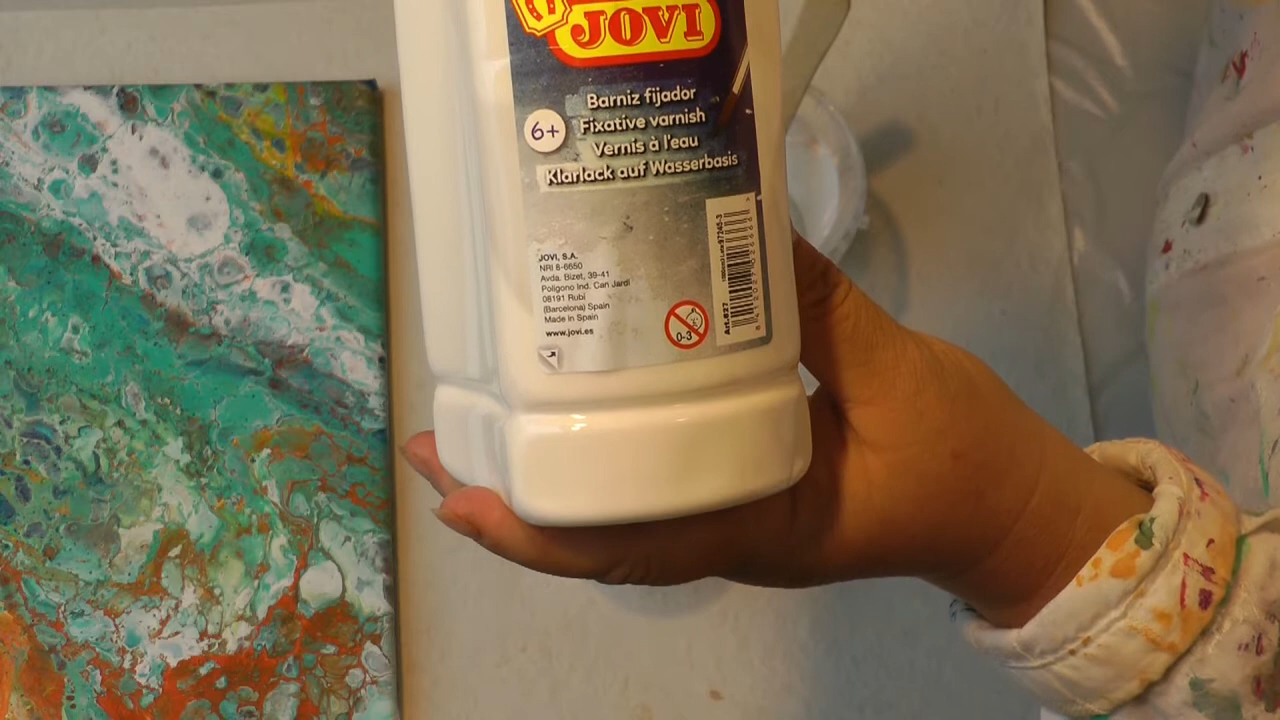 JOVI
Barniz fijador
6+
Fixative varnish
Vernis à l'eau
Klarlack auf Wasserbasis
JOVI, S.A.
NRI 8-6650
Avda. Bizet, 39-41
Polígono Ind. Can Jardí
08191 Rubí
(Barcelona) Spain
Made in Spain
www.jovi.es
0-3
Art.827